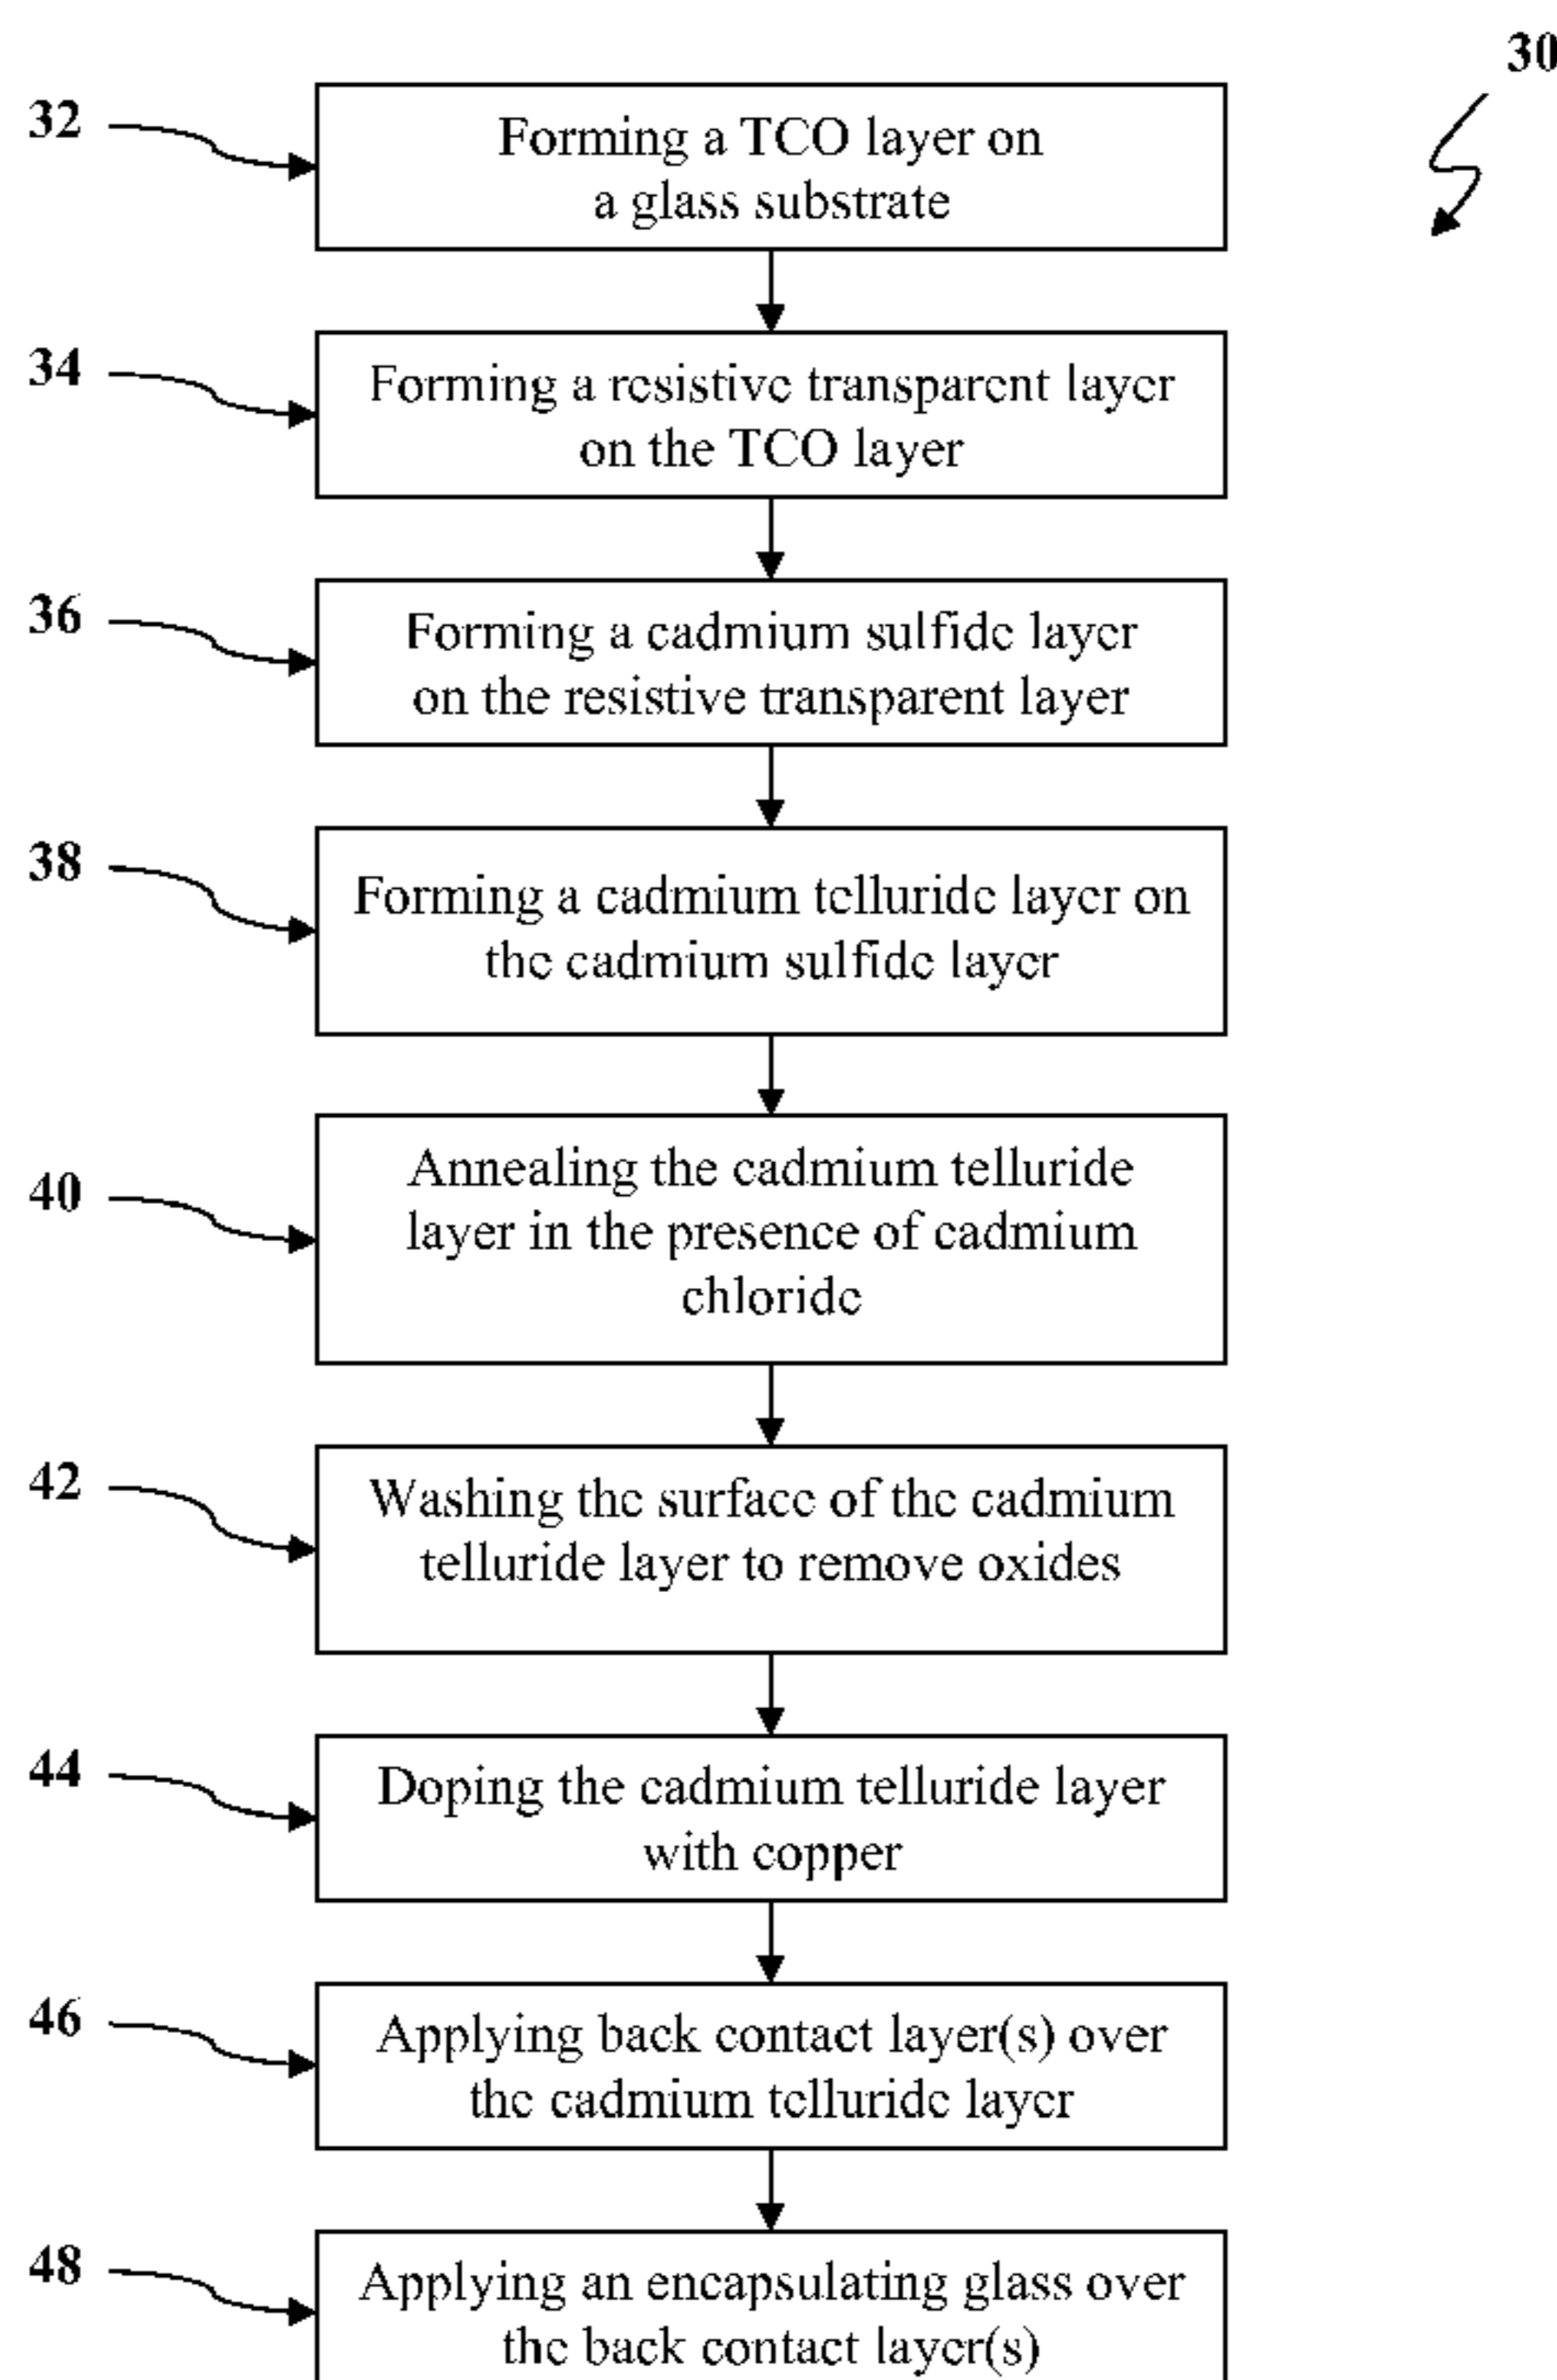 30
32
Forming a TCO layer on
a glass substrate
34
Forming a resistive transparent layer
on the TCO layer
36
Forming a cadmium sulfide layer
on the resistive transparent layer
38
Forming a cadmium telluride layer on
the cadmium sulfide layer
40
Annealing the cadmium telluride
layer in the presence of cadmium
chloride
42
Washing the surface of the cadmium
telluride layer to remove oxides
44
Doping the cadmium telluride layer
with copper
46
Applying back contact layer(s) over
the cadmium telluride layer
48
Applying an encapsulating glass over
the back contact layer(s)